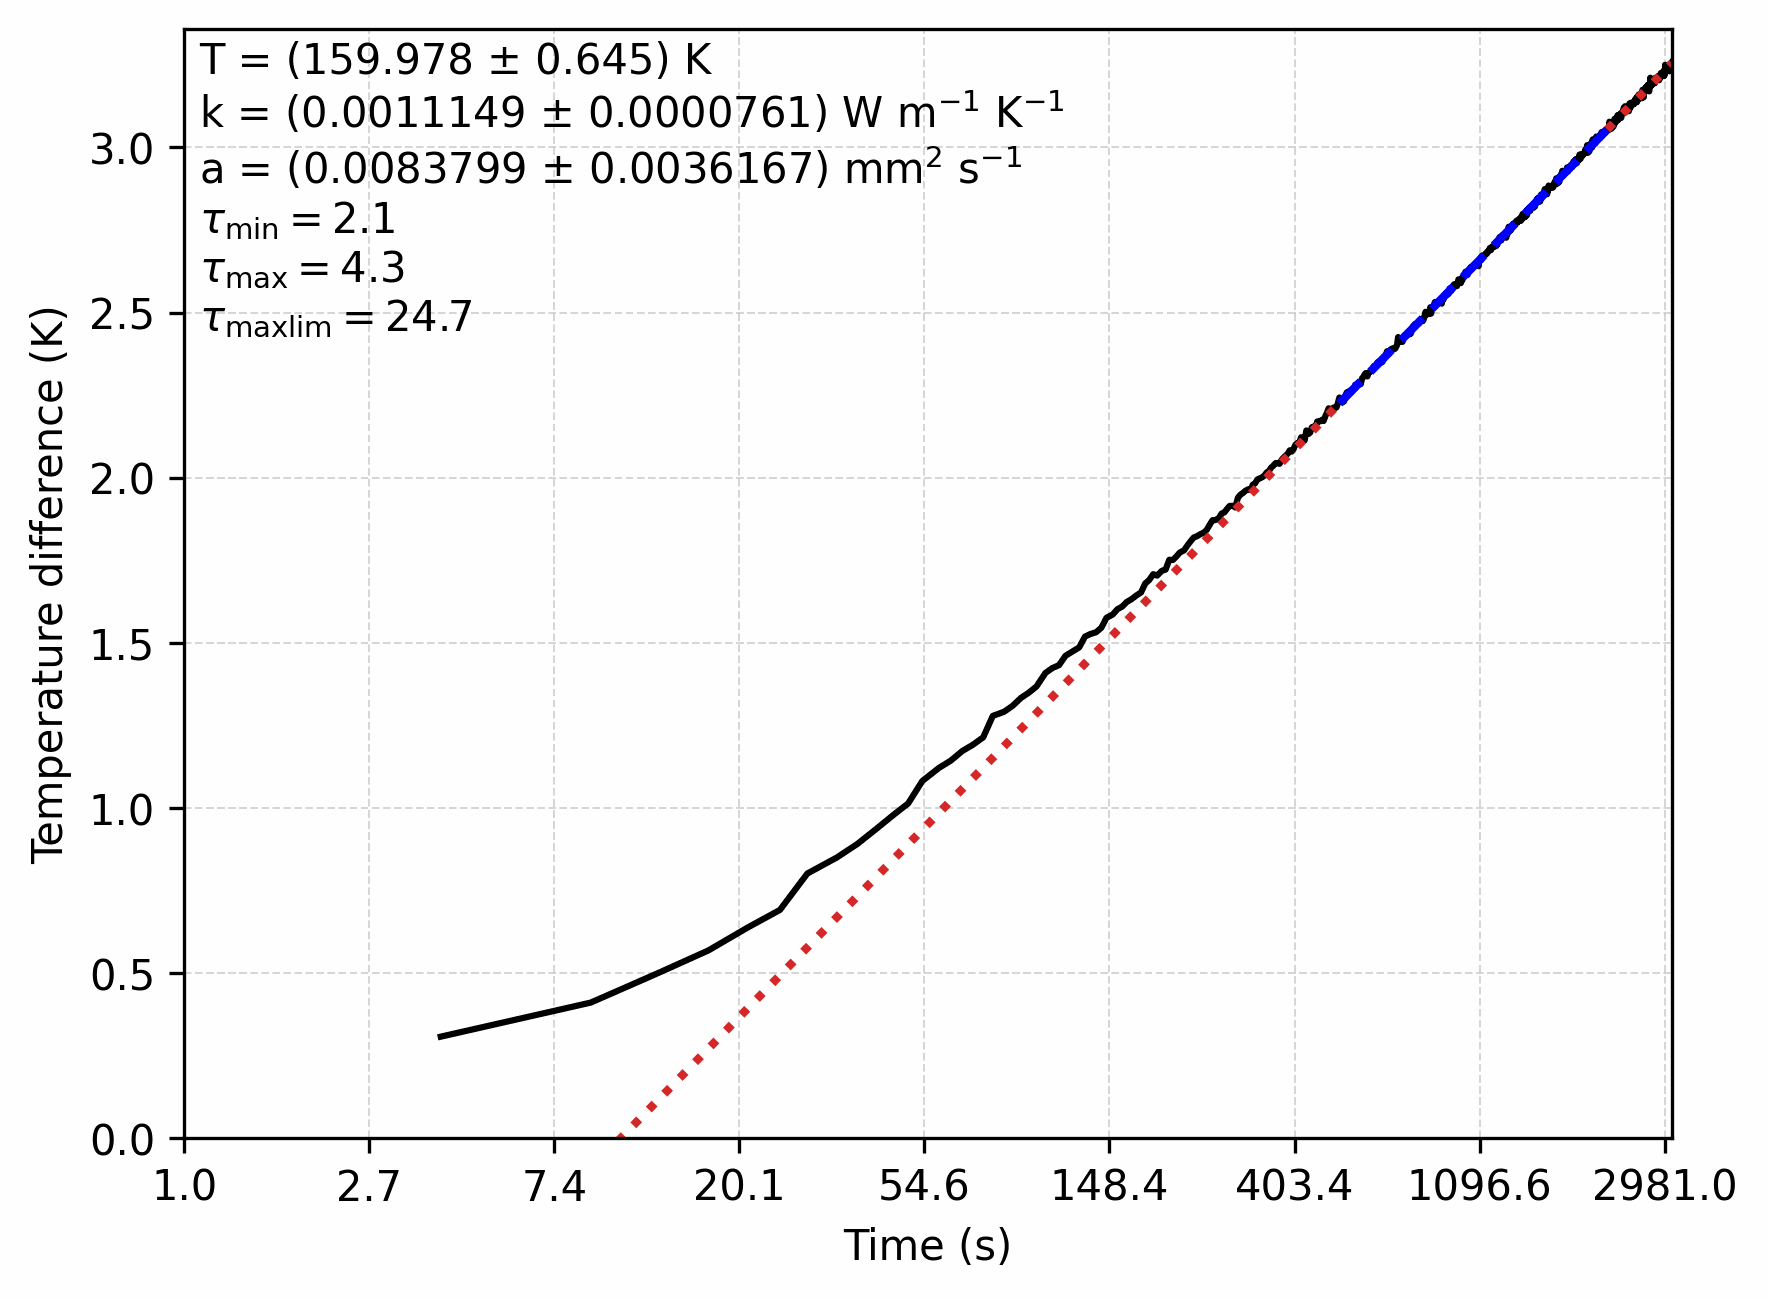 T = (159.978 ± 0.645) K
k = (0.0011149 ± 0.0000761) W m⁻¹ K⁻¹
a = (0.0083799 ± 0.0036167) mm² s⁻¹
τmin = 2.1
τmax = 4.3
τmaxlim = 24.7
Temperature difference (K)
3.0
2.5
2.0
1.5
1.0
0.5
0.0
1.0 2.7 7.4 20.1 54.6 148.4 403.4 1096.6 2981.0
Time (s)